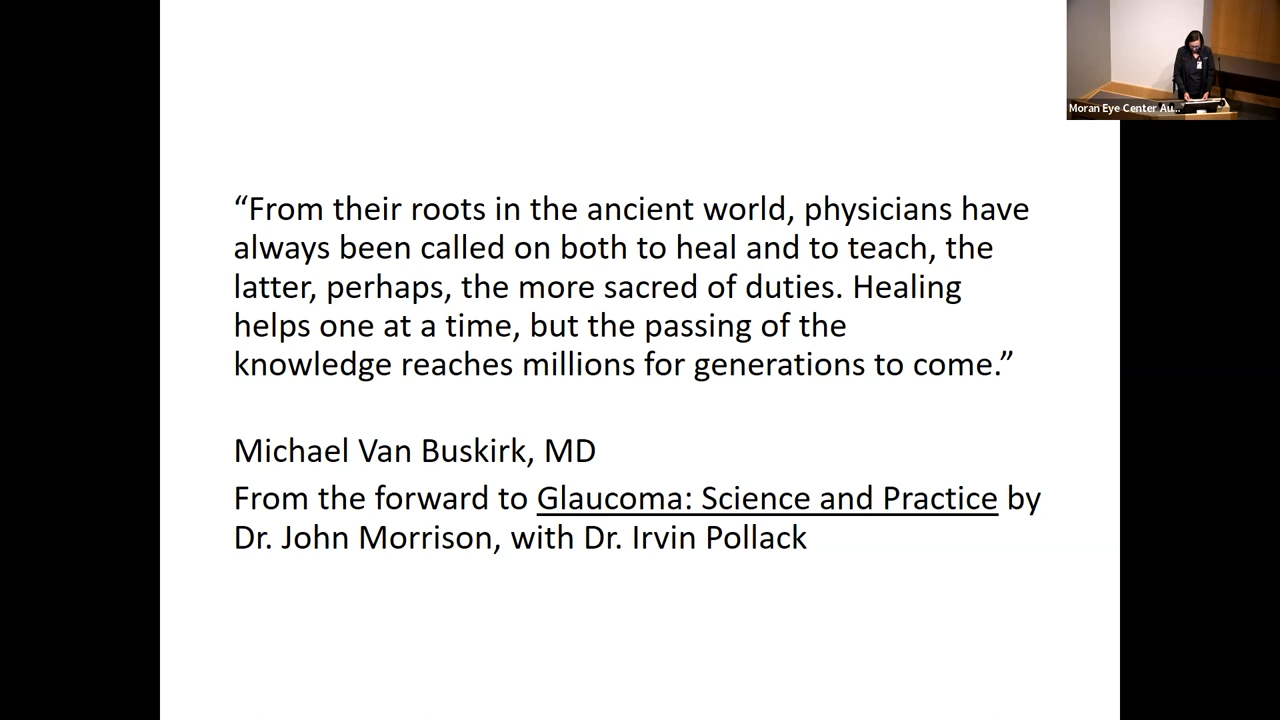 Moran Eye Center Au...
“From their roots in the ancient world, physicians have
always been called on both to heal and to teach, the
latter, perhaps, the more sacred of duties. Healing
helps one at a time, but the passing of the
knowledge reaches millions for generations to come.”
Michael Van Buskirk, MD
From the forward to Glaucoma: Science and Practice by
Dr. John Morrison, with Dr. Irvin Pollack